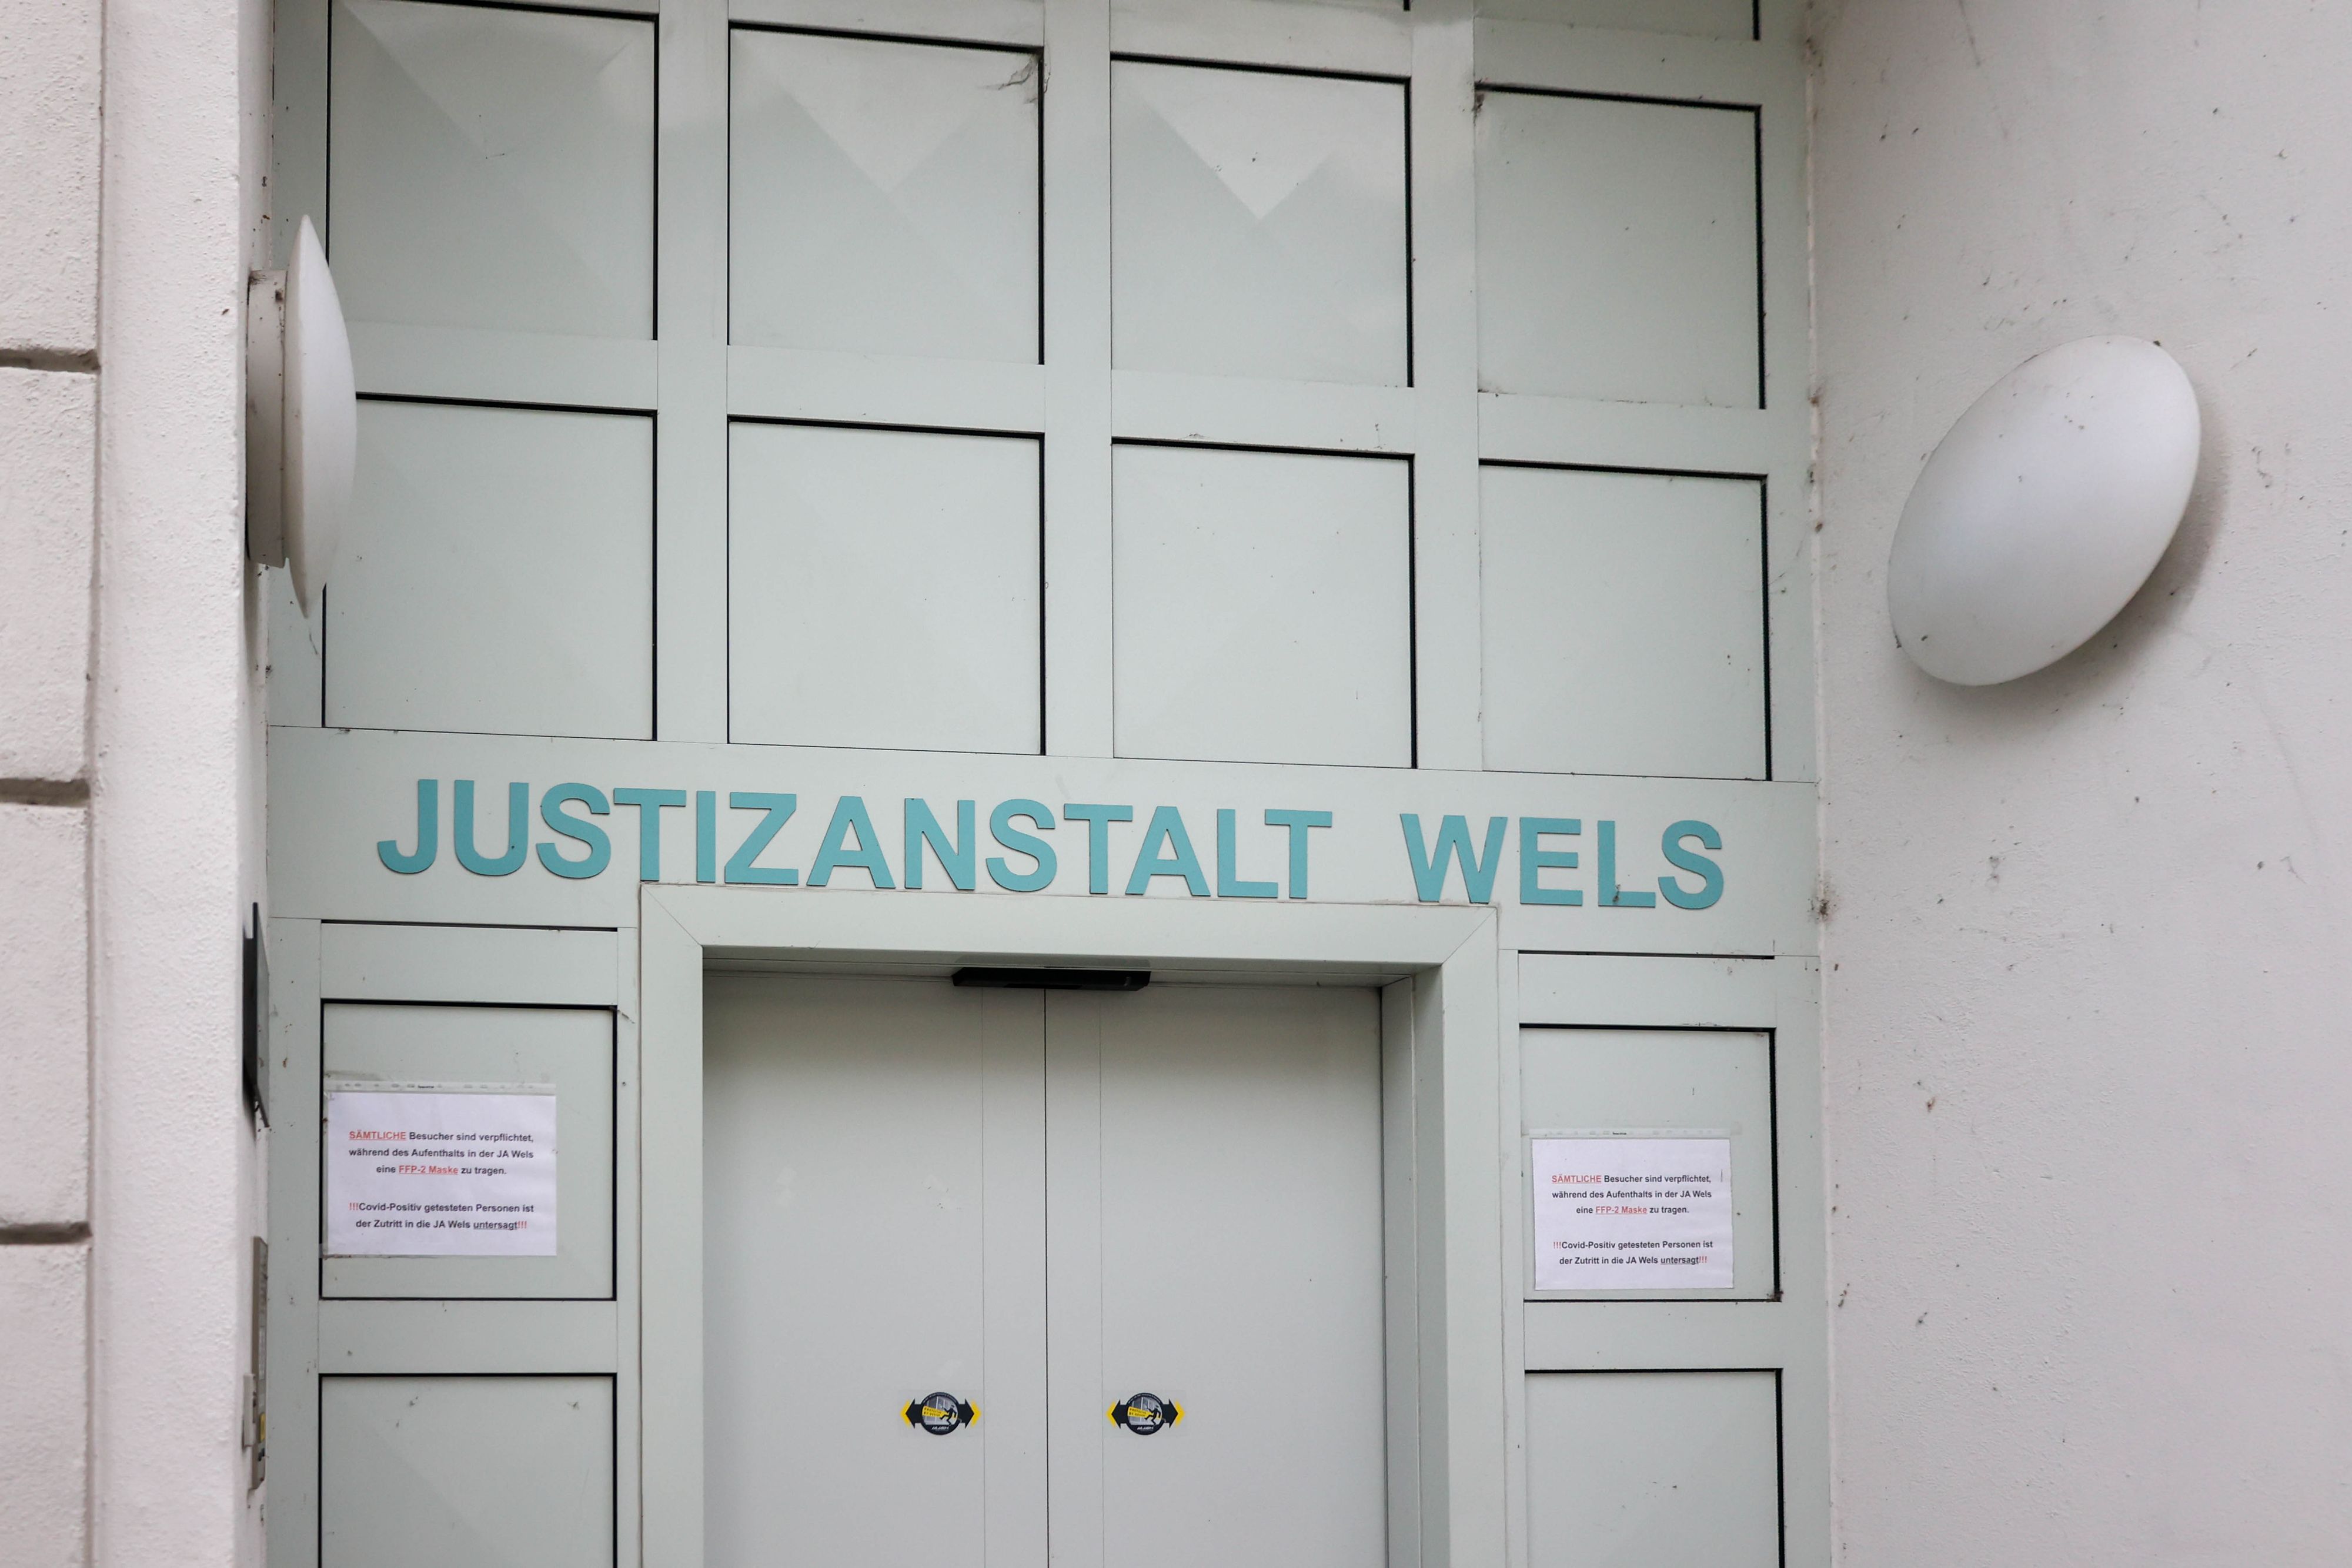 JUSTIZANSTALT WELS
SÄMTLICHE Besucher sind verpflichtet,
während des Aufenthalts in der JA Wels
eine FFP-2 Maske zu tragen.
!!!Covid-Positiv getesteten Personen ist
der Zutritt in die JA Wels untersagt!!!
SÄMTLICHE Besucher sind verpflichtet,
während des Aufenthalts in der JA Wels
eine FFP-2 Maske zu tragen.
!!!Covid-Positiv getesteten Personen ist
der Zutritt in die JA Wels untersagt!!!